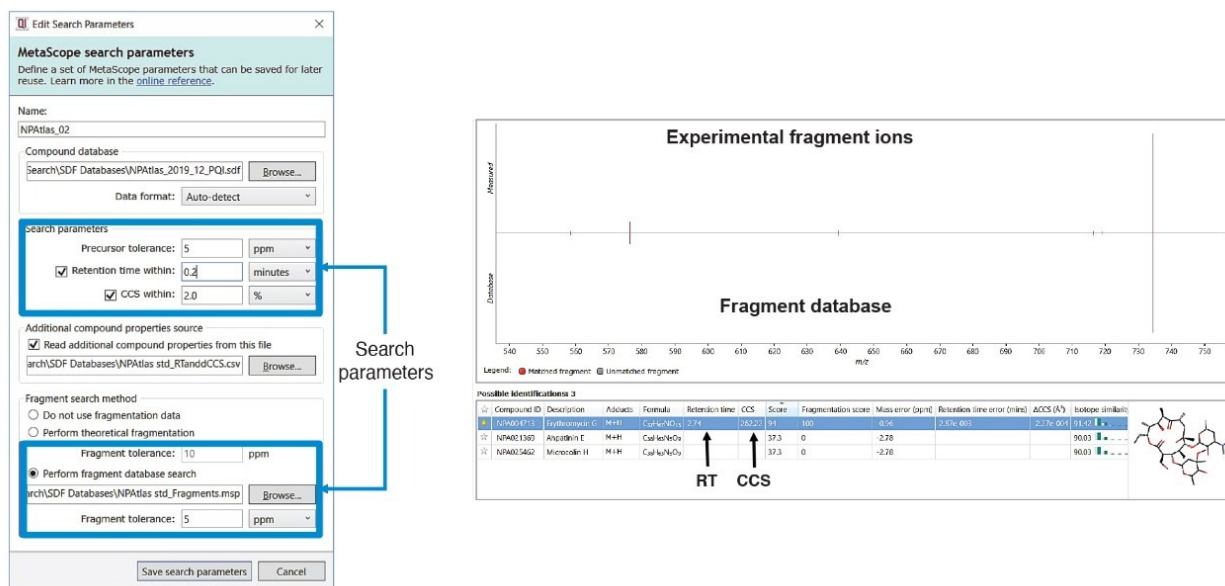 QI Edit Search Parameters
MetaScope search parameters
Define a set of MetaScope parameters that can be saved for later
reuse. Learn more in the online reference.
Name:
NPAtlas_02
Compound database
Search\SDF Databases\NPAtlas_2019_12_PQI.sdf Browse...
Data format: Auto-detect
Search parameters
Precursor tolerance: 5 ppm
Retention time within: 0.2 minutes
CCS within: 2.0 %
Additional compound properties source
Read additional compound properties from this file
arch\SDF Databases\NPAtlas std_RTandCCS.csv Browse...
Fragment search method
Do not use fragmentation data
Perform theoretical fragmentation
Fragment tolerance: 10 ppm
Perform fragment database search
arch\SDF Databases\NPAtlas std_Fragments.msp Browse...
Fragment tolerance: 5 ppm
Save search parameters Cancel
Search
parameters
Experimental fragment ions
Measured
Database
Fragment database
540 550 560 570 580 590 600 610 620 630 640 650 660 670 680 690 700 710 720 730 740 750
m/z
Legend: Matched fragment Unmatched fragment
Possible identifications: 3
Compound ID Description Adducts Formula Retention time CCS Score Fragmentation score Mass error (ppm) Retention time error (mins) ΔCCS (Å²) Isotope similarity
NPA004713 Erythromycin M+H 2.74 262.22 94 100 -0.96 91.42
NPA021369 Anpatinin E M+H 37.3 0 -2.78 90.03
NPA025462 Microcolin H M+H 37.3 0 -2.78 90.03
RT CCS